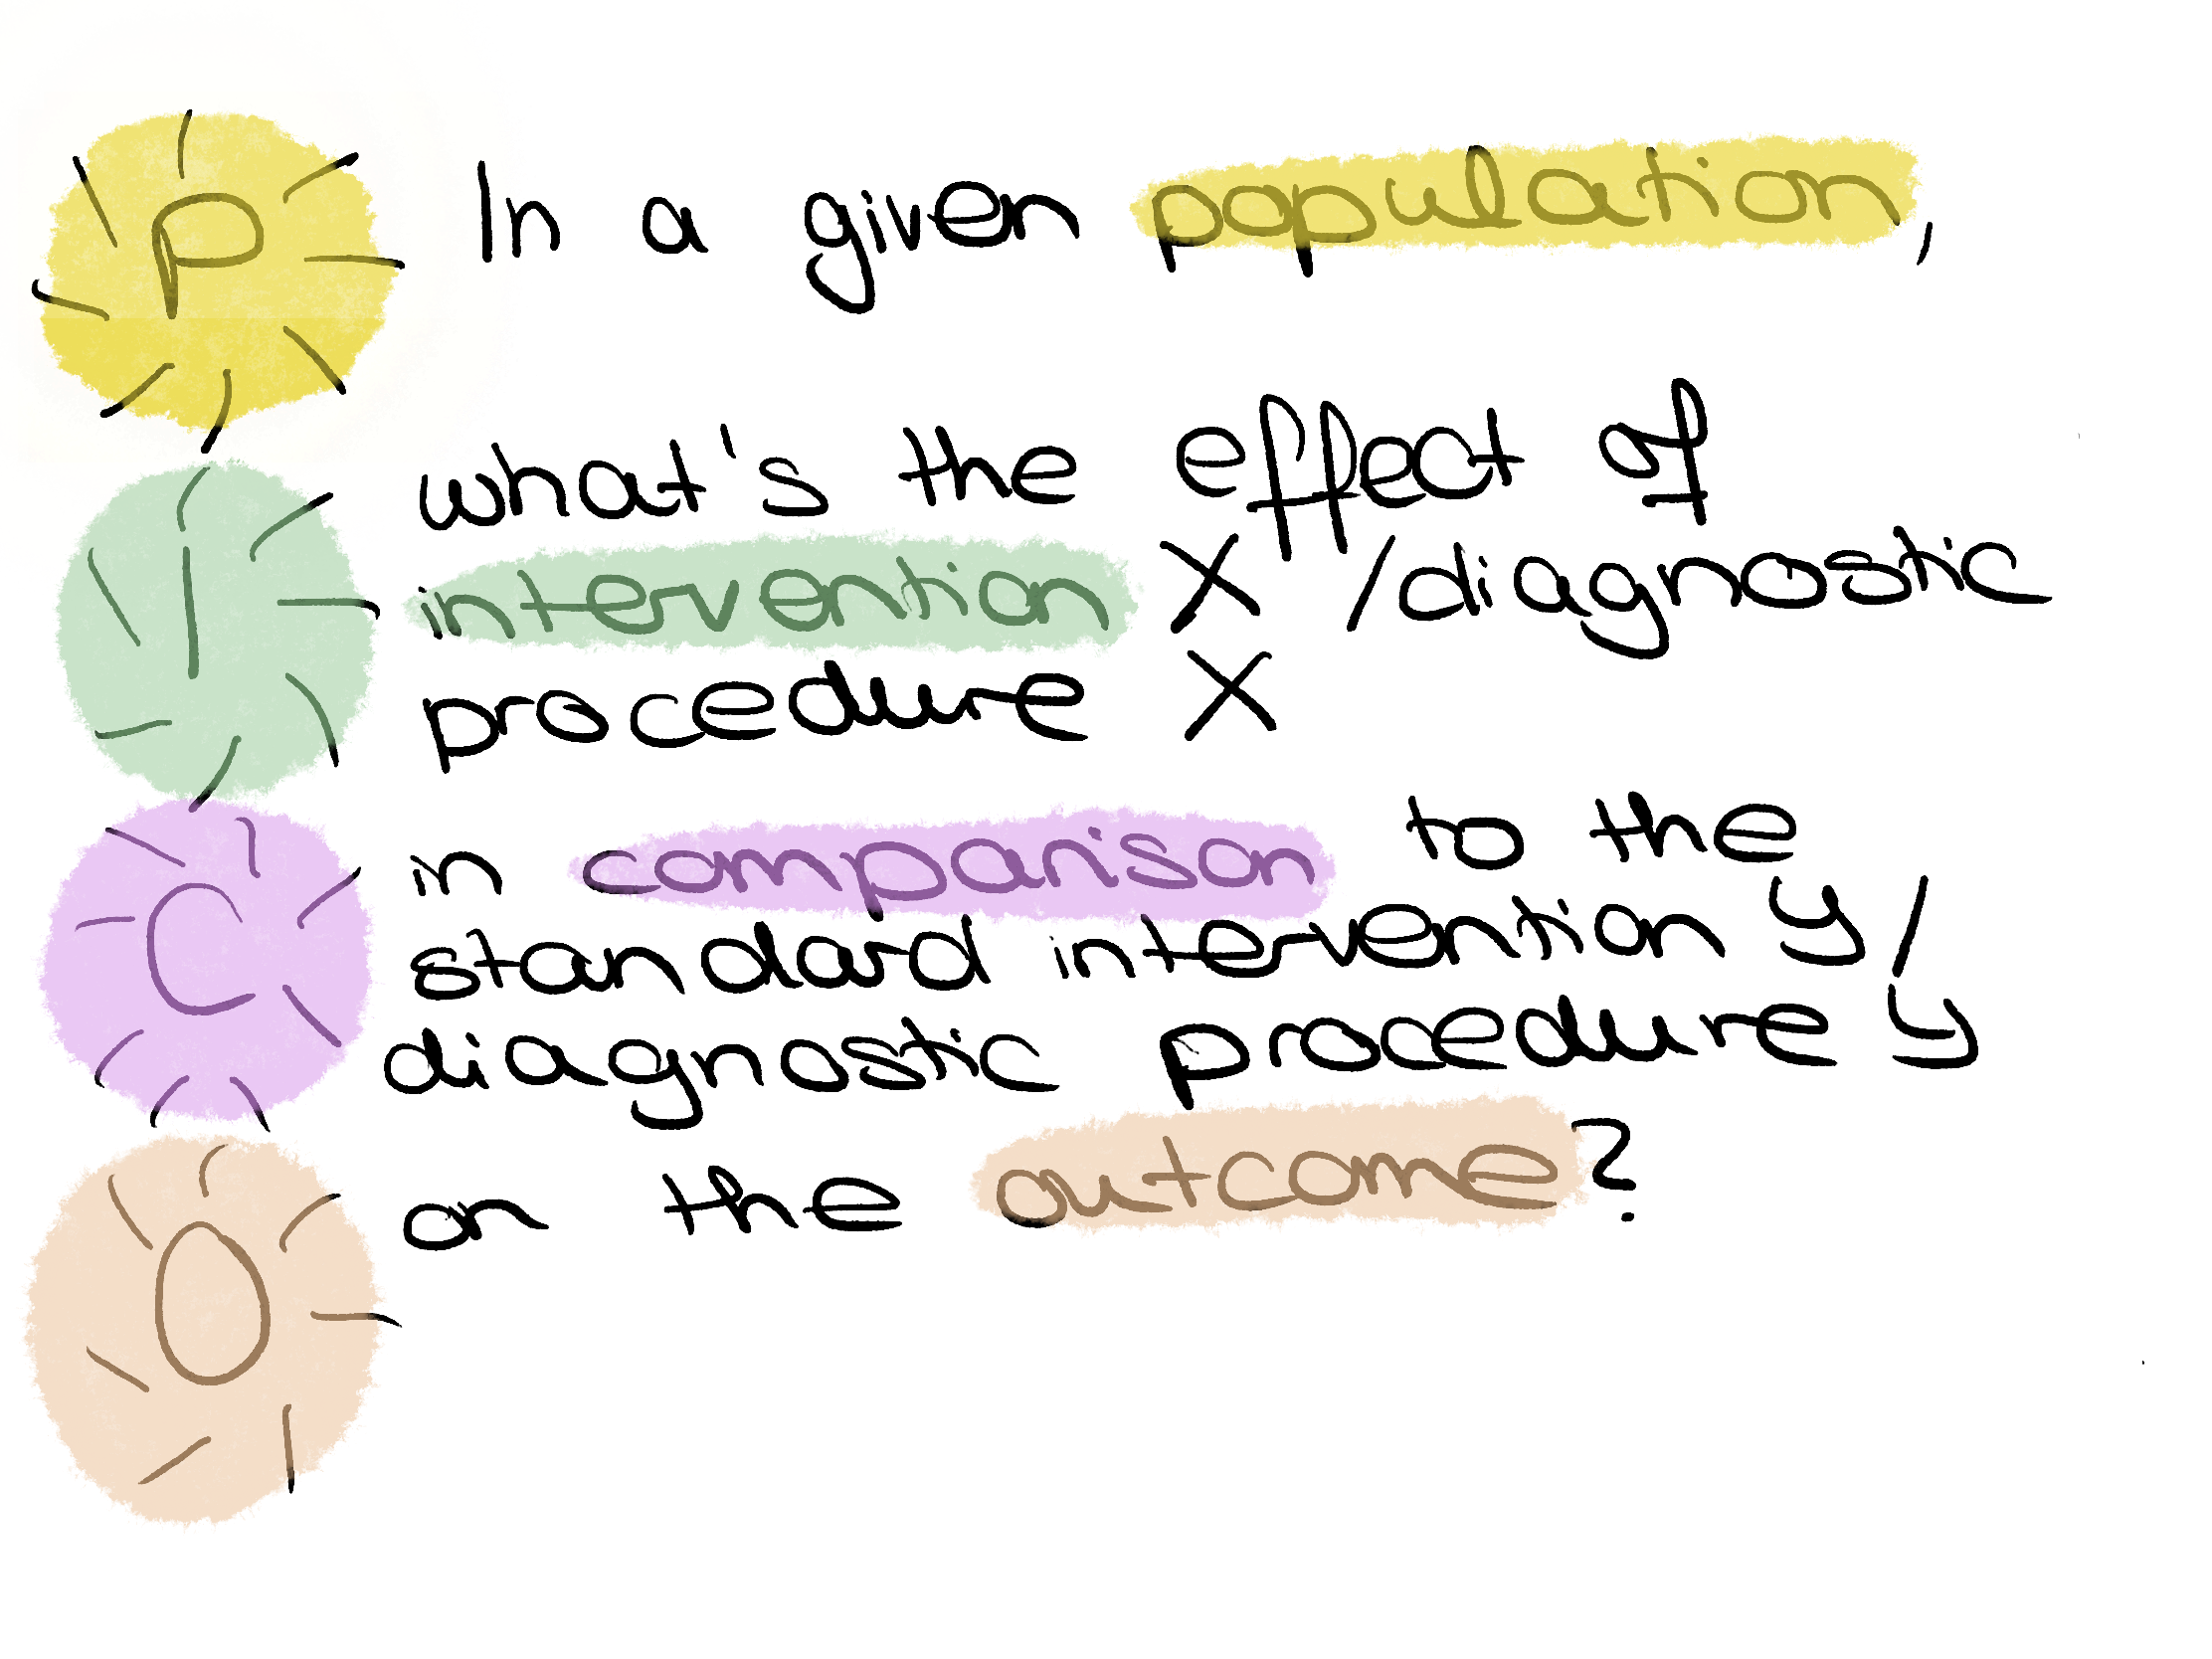 P In a given population,
what's the effect of
I intervention X /diagnostic
procedure X
in comparison to the
C standard intervention y/
diagnostic procedure y
on the outcome?
O